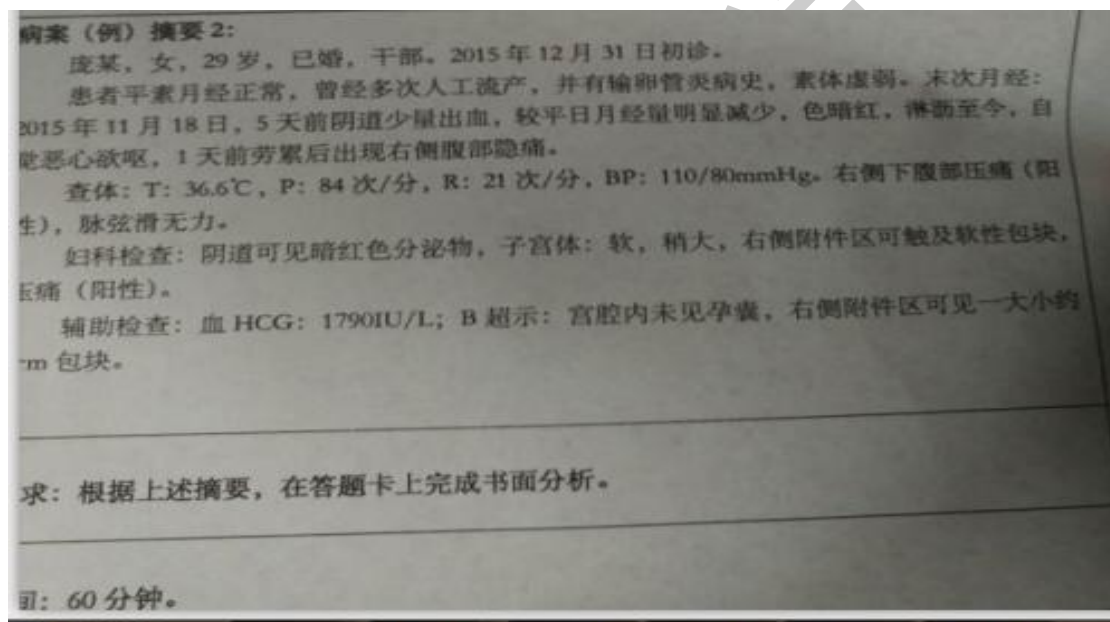 病案（例）摘要2：
庞某，女，29岁，已婚，干部。2015年12月31日初诊。
患者平素月经正常，曾经多次人工流产，并有输卵管炎病史，素体虚弱。末次月经：
2015年11月18日，5天前阴道少量出血，较平日月经量明显减少，色暗红，淋沥至今，自
觉恶心欲呕，1天前劳累后出现右侧腹部隐痛。
查体：T：36.6℃，P：84次/分，R：21次/分，BP：110/80mmHg。右侧下腹部压痛（阳
性），脉弦滑无力。
妇科检查：阴道可见暗红色分泌物，子宫体：软，稍大，右侧附件区可触及软性包块，
压痛（阳性）。
辅助检查：血HCG：1790IU/L；B超示：宫腔内未见孕囊，右侧附件区可见一大小约
m包块。
求：根据上述摘要，在答题卡上完成书面分析。
间：60分钟。